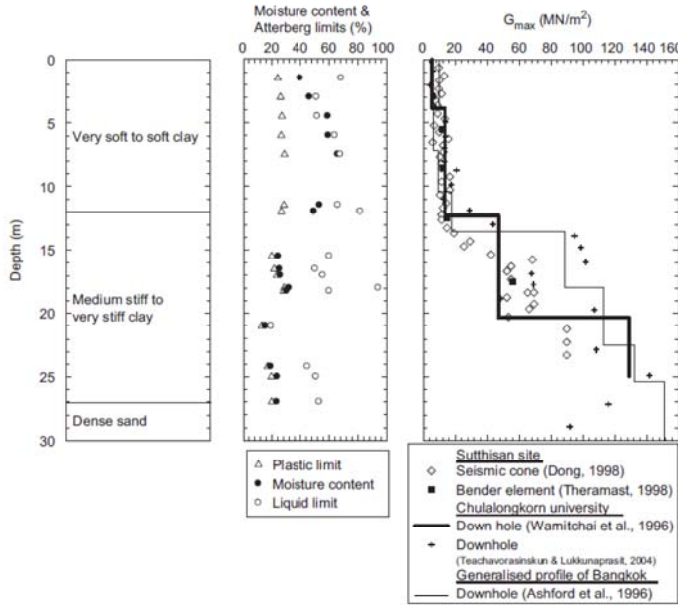 Moisture content &
Atterberg limits (%)
0 20 40 60 80 100
Gmax (MN/m²)
0 20 40 60 80 100 120 140 160
Depth (m)
0
5
10
15
20
25
30
Very soft to soft clay
Medium stiff to
very stiff clay
Dense sand
Plastic limit
Moisture content
Liquid limit
Sutthisan site
Seismic cone (Dong, 1998)
Bender element (Theramast, 1998)
Chulalongkorn university
Down hole (Warnitchai et al., 1996)
Downhole
(Teachavorasinskun & Lukkunaprasit, 2004)
Generalised profile of Bangkok
Downhole (Ashford et al., 1996)